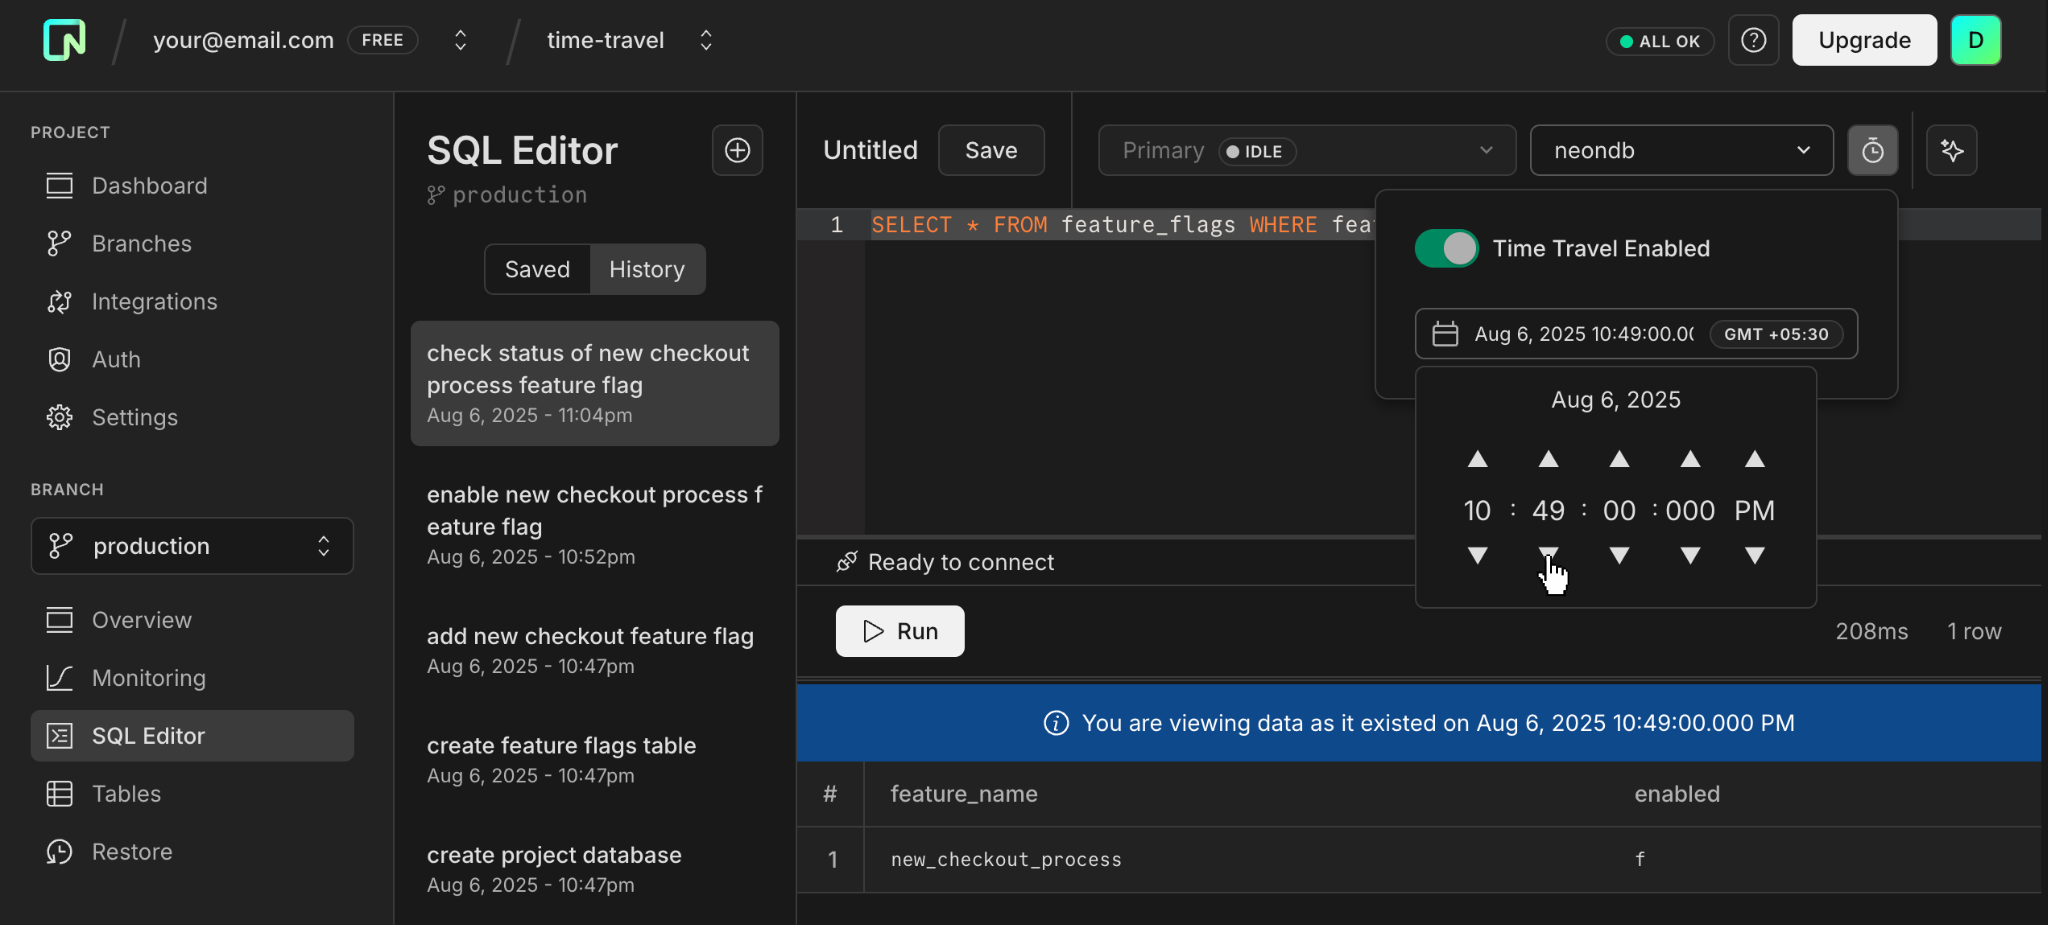 your@email.com FREE
time-travel
ALL OK
Upgrade
D
PROJECT
Dashboard
Branches
Integrations
Auth
Settings
BRANCH
production
Overview
Monitoring
SQL Editor
Tables
Restore
SQL Editor
production
Saved History
check status of new checkout
process feature flag
Aug 6, 2025 - 11:04pm
enable new checkout process f
eature flag
Aug 6, 2025 - 10:52pm
add new checkout feature flag
Aug 6, 2025 - 10:47pm
create feature flags table
Aug 6, 2025 - 10:47pm
create project database
Aug 6, 2025 - 10:47pm
Untitled Save
Primary IDLE
neondb
1 SELECT * FROM feature_flags WHERE fea
Time Travel Enabled
Aug 6, 2025 10:49:00.0 GMT +05:30
Aug 6, 2025
10 : 49 : 00 : 000 PM
Ready to connect
Run
208ms 1 row
You are viewing data as it existed on Aug 6, 2025 10:49:00.000 PM
# feature_name enabled
1 new_checkout_process f